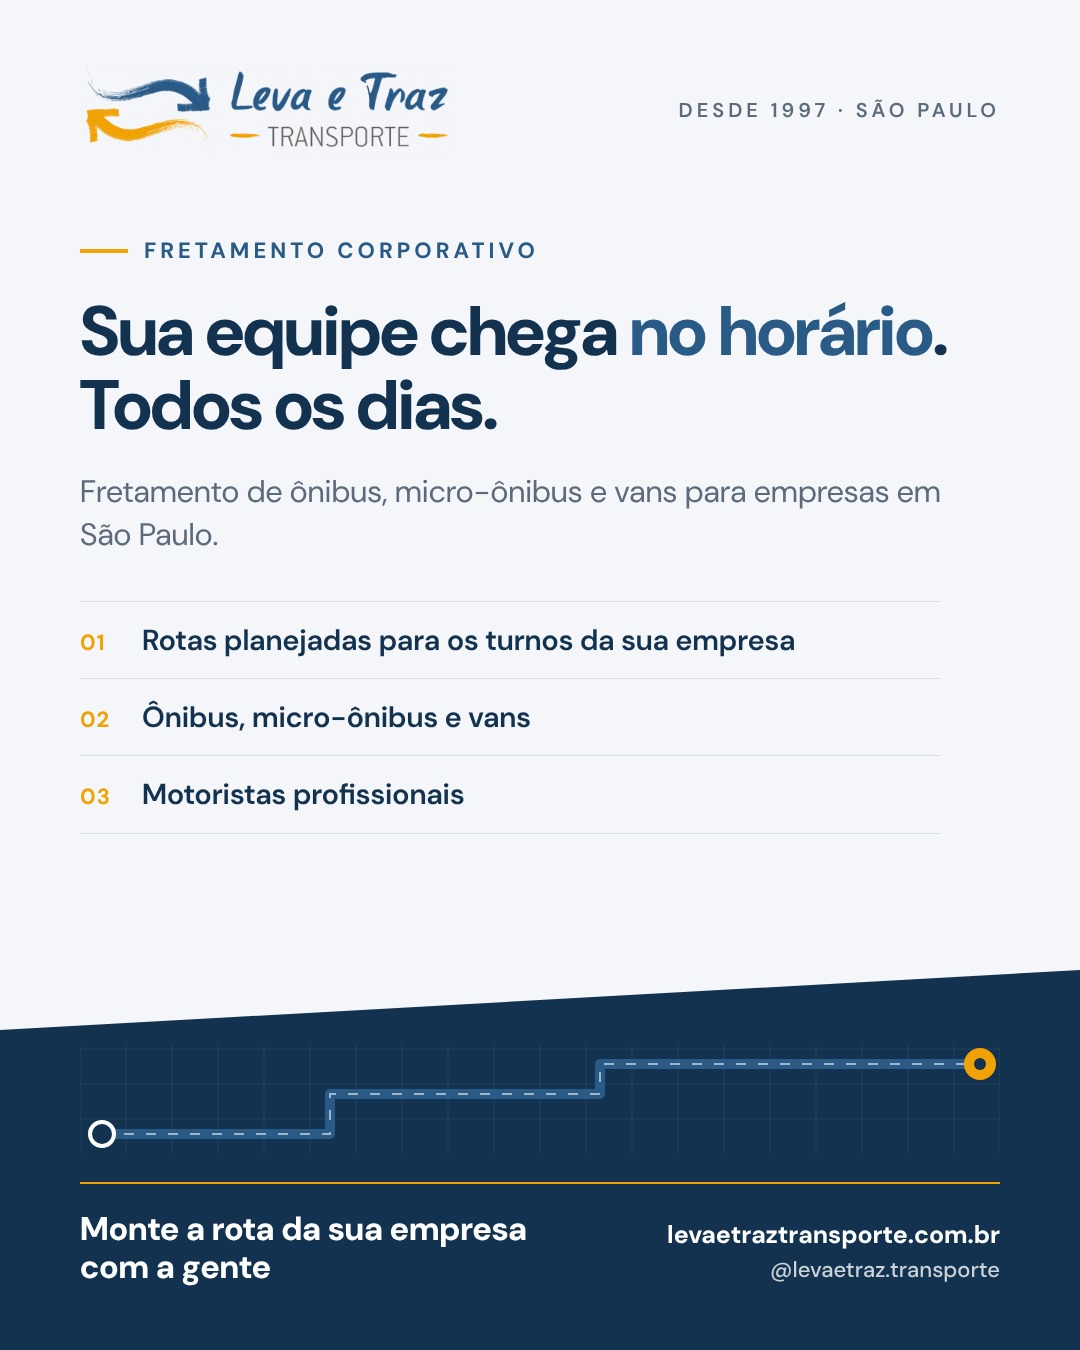 Leva e Traz
TRANSPORTE
DESDE 1997 · SÃO PAULO
FRETAMENTO CORPORATIVO
Sua equipe chega no horário.
Todos os dias.
Fretamento de ônibus, micro-ônibus e vans para empresas em
São Paulo.
01 Rotas planejadas para os turnos da sua empresa
02 Ônibus, micro-ônibus e vans
03 Motoristas profissionais
Monte a rota da sua empresa
com a gente
levaetraztransporte.com.br
@levaetraz.transporte